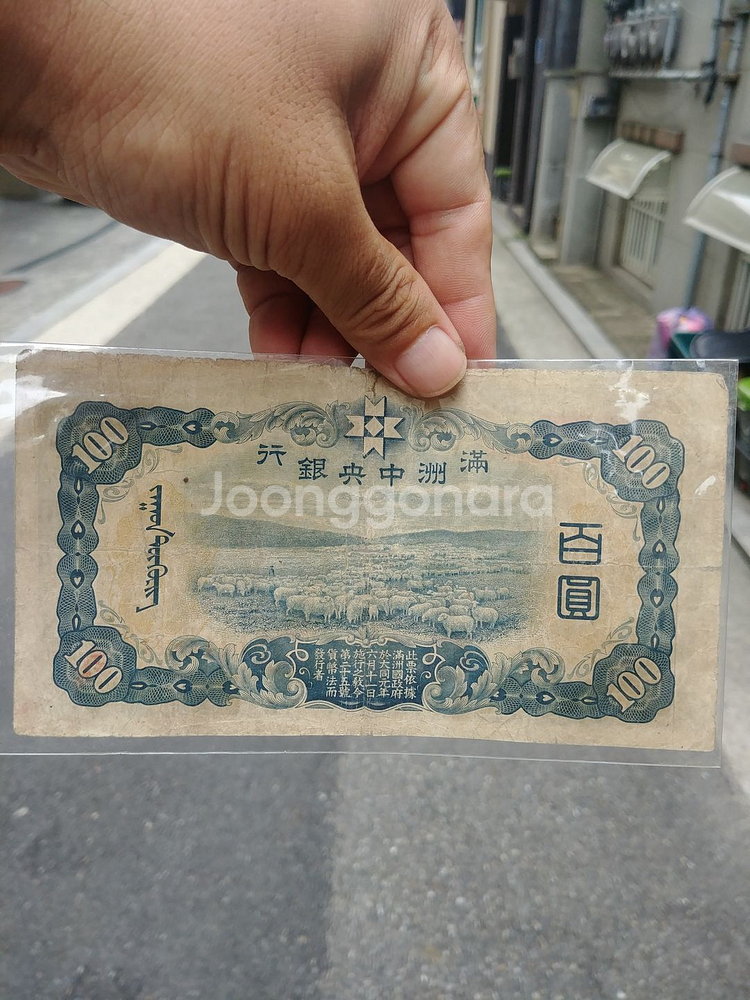 100
100
滿洲中央銀行
Joonggonara
百圓
此票依據
滿洲國政府
於大同元年
六月十一日
施行之教令
第二十五號
貨幣法而
發行者
100
100